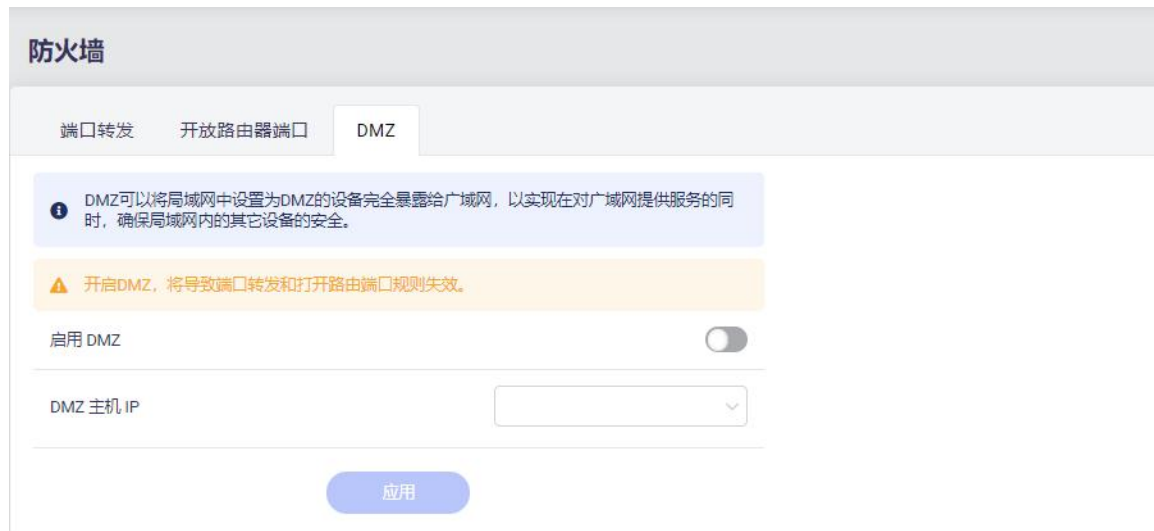 防火墙
端口转发 开放路由器端口 DMZ
DMZ可以将局域网中设置为DMZ的设备完全暴露给广域网，以实现在对广域网提供服务的同
时，确保局域网内的其它设备的安全。
开启DMZ，将导致端口转发和打开路由端口规则失效。
启用 DMZ
DMZ 主机 IP
应用